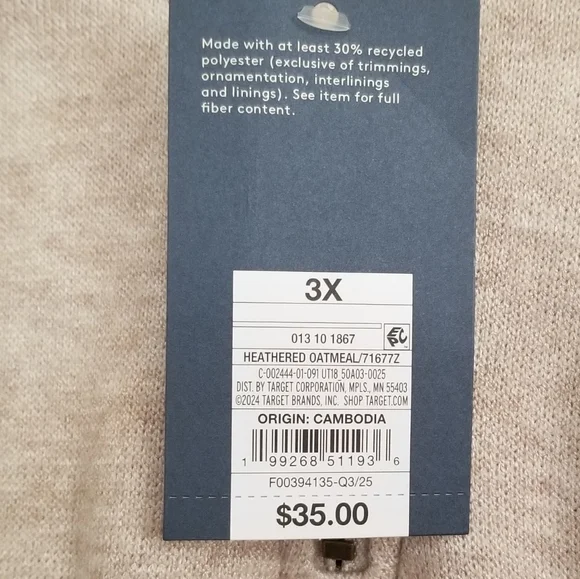 Made with at least 30% recycled
polyester (exclusive of trimmings,
ornamentation, interlinings
and linings). See item for full
fiber content.
3X
013 10 1867
EPC
HEATHERED OATMEAL/71677Z
C-002444-01-091 UT18 50A03-0025
DIST. BY TARGET CORPORATION, MPLS., MN 55403
©2024 TARGET BRANDS, INC. SHOP TARGET.COM
ORIGIN: CAMBODIA
1 99268 51193 6
F00394135-Q3/25
$35.00